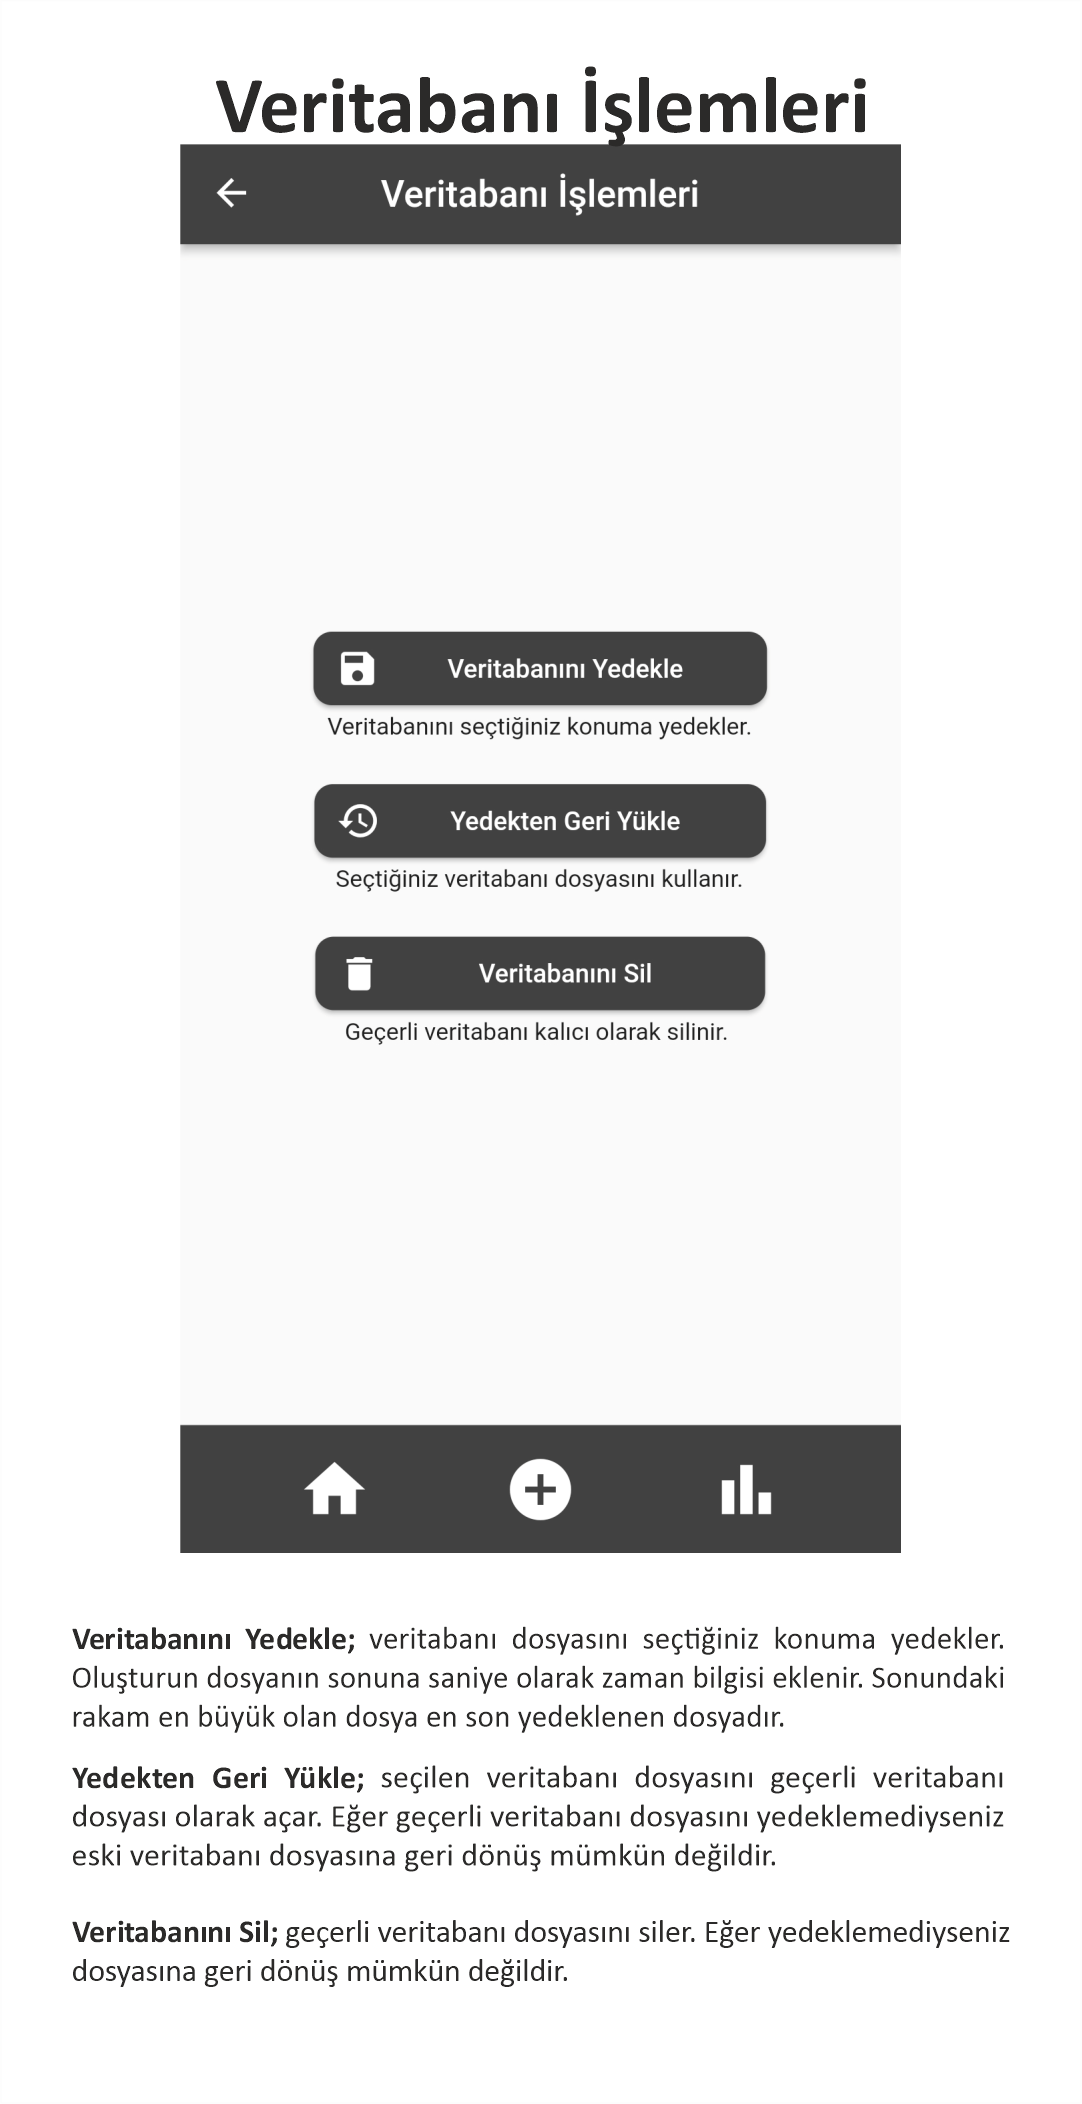 Veritabanı İşlemleri
Veritabanı İşlemleri
Veritabanını Yedekle
Veritabanını seçtiğiniz konuma yedekler.
Yedekten Geri Yükle
Seçtiğiniz veritabanı dosyasını kullanır.
Veritabanını Sil
Geçerli veritabanı kalıcı olarak silinir.
Veritabanını Yedekle; veritabanı dosyasını seçtiğiniz konuma yedekler.
Oluşturun dosyanın sonuna saniye olarak zaman bilgisi eklenir. Sonundaki
rakam en büyük olan dosya en son yedeklenen dosyadır.
Yedekten Geri Yükle; seçilen veritabanı dosyasını geçerli veritabanı
dosyası olarak açar. Eğer geçerli veritabanı dosyasını yedeklemediyseniz
eski veritabanı dosyasına geri dönüş mümkün değildir.
Veritabanını Sil; geçerli veritabanı dosyasını siler. Eğer yedeklemediyseniz
dosyasına geri dönüş mümkün değildir.